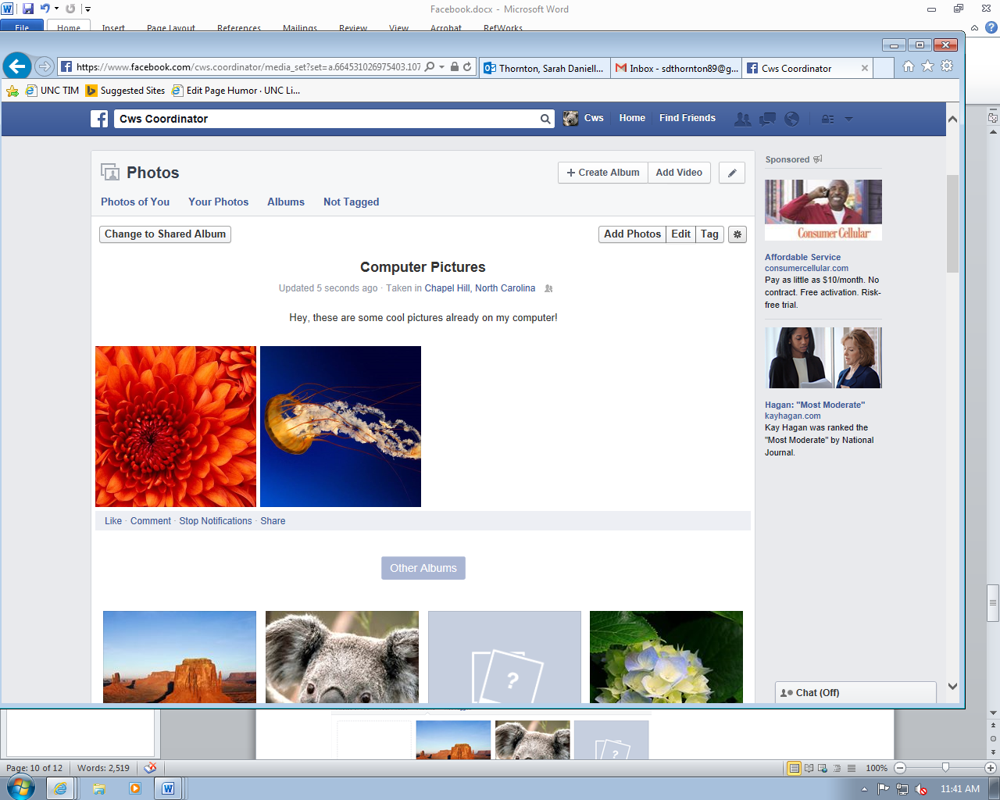 Facebook.docx - Microsoft Word
File Home Insert Page Layout References Mailings Review View Acrobat RefWorks
https://www.facebook.com/cws.coordinator/media_set?set=a.664531026975403.107
Thornton, Sarah Daniell...
Inbox - sdthornton89@g...
Cws Coordinator
UNC TIM
Suggested Sites
Edit Page Humor · UNC Li...
Cws Coordinator
Cws Home Find Friends
Photos
+ Create Album Add Video
Photos of You Your Photos Albums Not Tagged
Change to Shared Album
Add Photos Edit Tag
Computer Pictures
Updated 5 seconds ago · Taken in Chapel Hill, North Carolina
Hey, these are some cool pictures already on my computer!
Like · Comment · Stop Notifications · Share
Other Albums
Sponsored
Consumer Cellular
Affordable Service
consumercellular.com
Pay as little as $10/month. No
contract. Free activation. Risk-
free trial.
Hagan: "Most Moderate"
kayhagan.com
Kay Hagan was ranked the
"Most Moderate" by National
Journal.
Chat (Off)
Page: 10 of 12 Words: 2,519
100%
11:41 AM